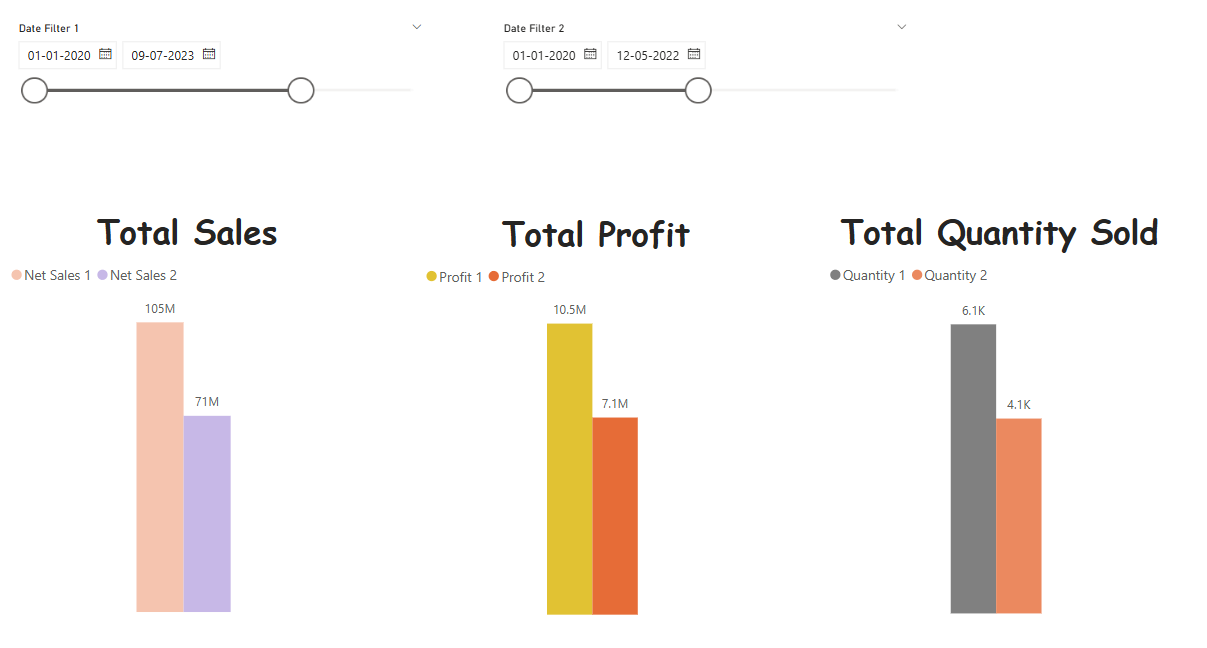 Date Filter 1
01-01-2020 09-07-2023
Date Filter 2
01-01-2020 12-05-2022
Total Sales
Net Sales 1 Net Sales 2
105M
71M
Total Profit
Profit 1 Profit 2
10.5M
7.1M
Total Quantity Sold
Quantity 1 Quantity 2
6.1K
4.1K